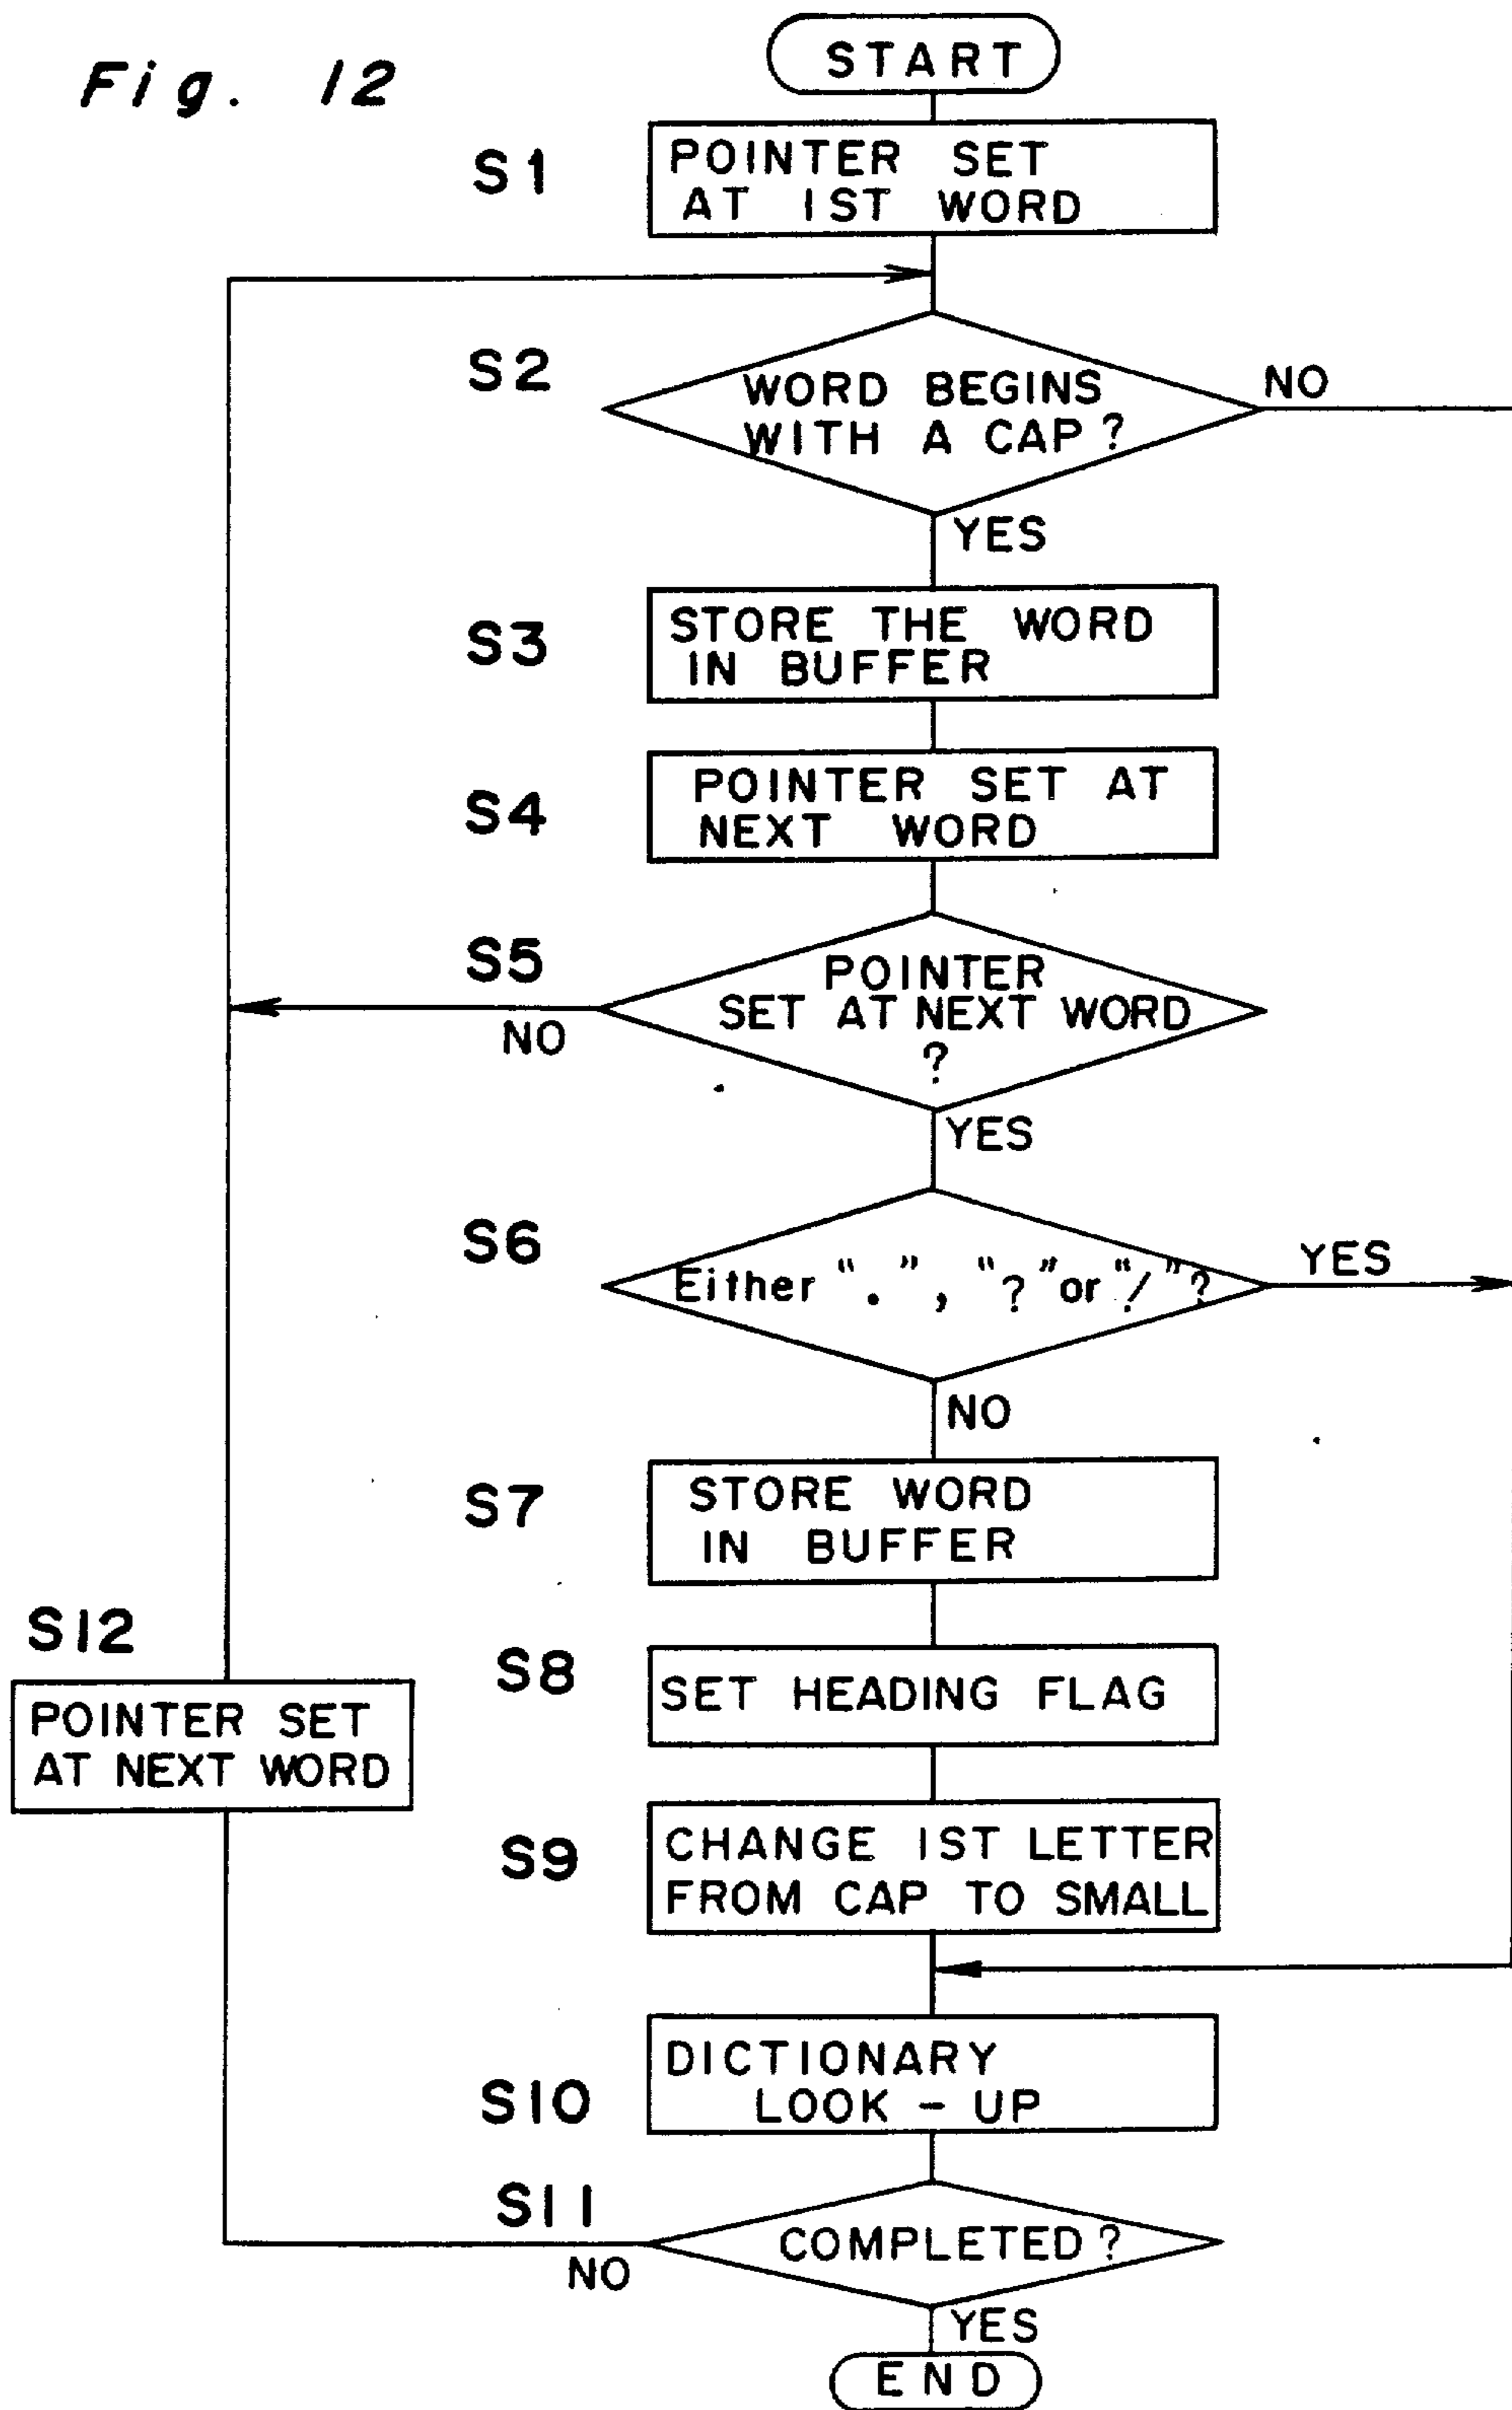 Fig. 12
START
S1
POINTER SET
AT 1ST WORD
S2
WORD BEGINS
WITH A CAP?
NO
YES
S3
STORE THE WORD
IN BUFFER
S4
POINTER SET AT
NEXT WORD
S5
POINTER
SET AT NEXT WORD
?
NO
YES
S6
Either “.”, “?” or “/”?
YES
NO
S7
STORE WORD
IN BUFFER
S12
POINTER SET
AT NEXT WORD
S8
SET HEADING FLAG
S9
CHANGE 1ST LETTER
FROM CAP TO SMALL
S10
DICTIONARY
LOOK - UP
S11
COMPLETED?
NO
YES
END